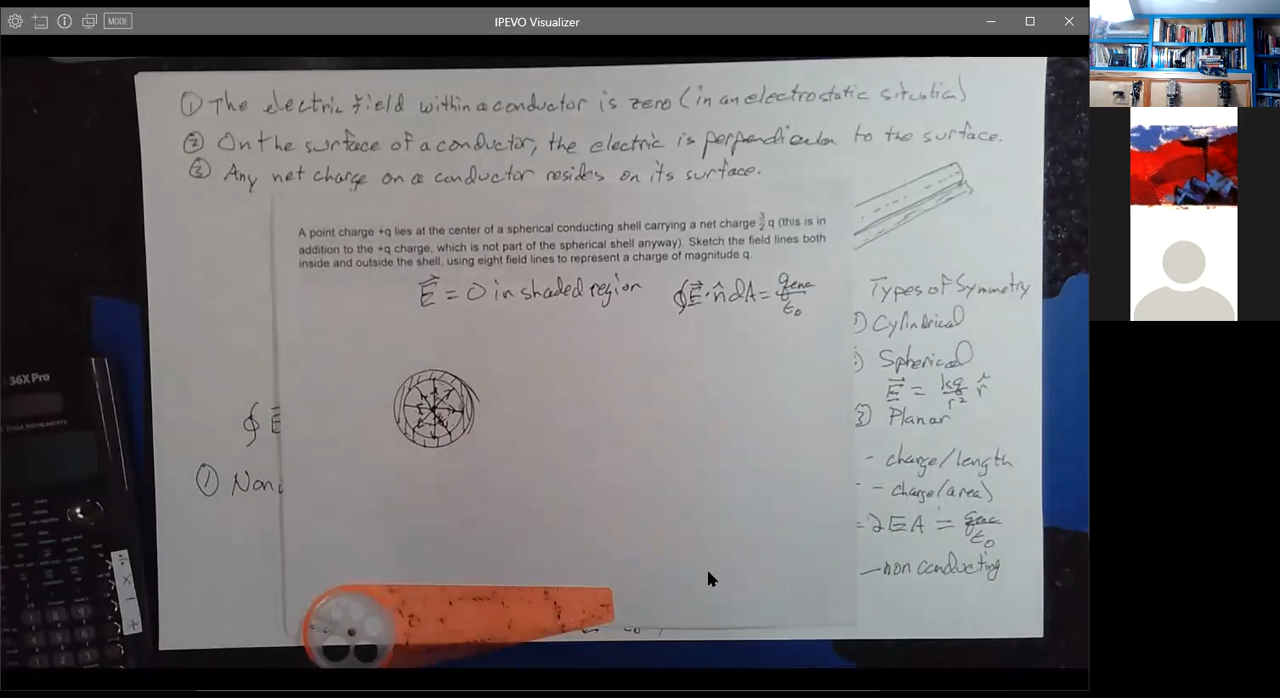 IPEVO Visualizer
MODE
① The electric field within a conductor is zero (in an electrostatic situation)
② On the surface of a conductor, the electric is perpendicular to the surface.
③ Any net charge on a conductor resides on its surface.
A point charge +q lies at the center of a spherical conducting shell carrying a net charge 3/2 q (this is in
addition to the +q charge, which is not part of the spherical shell anyway). Sketch the field lines both
inside and outside the shell, using eight field lines to represent a charge of magnitude q.
E⃗ = 0 in shaded region
∮E⃗·n̂dA = qenc/ε0
Types of Symmetry
1) Cylindrical
) Spherical
E⃗ = kq/r² r̂
3) Planar
- charge/length
- charge/area)
= 2EA = qenc/ε0
— non conducting
36X Pro
∮ E
① Non